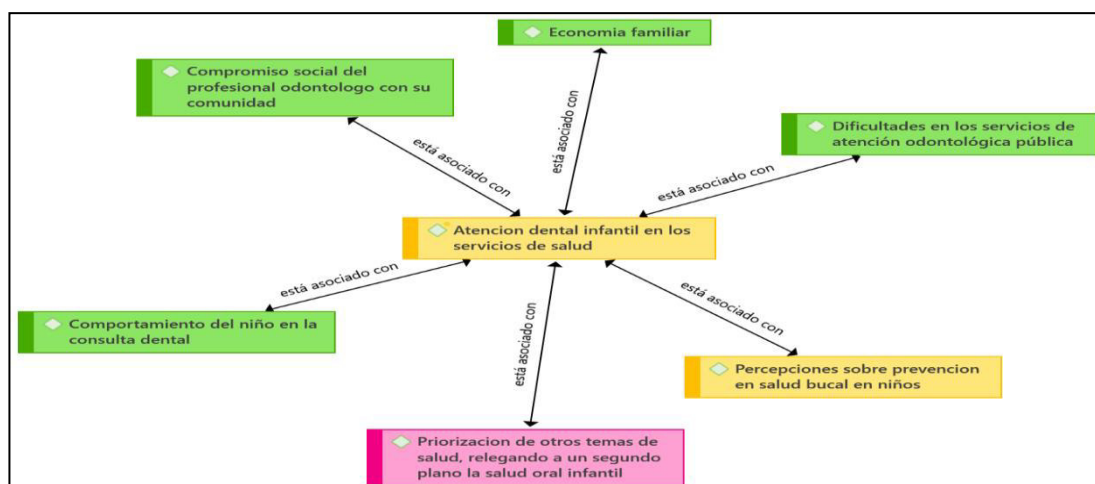 Economia familiar
Compromiso social del
profesional odontologo con su
comunidad
Dificultades en los servicios de
atención odontológica pública
está asociado con
está asociado con
está asociado con
Atencion dental infantil en los
servicios de salud
está asociado con
está asociado con
está asociado con
Comportamiento del niño en la
consulta dental
Percepciones sobre prevencion
en salud bucal en niños
Priorizacion de otros temas de
salud, relegando a un segundo
plano la salud oral infantil